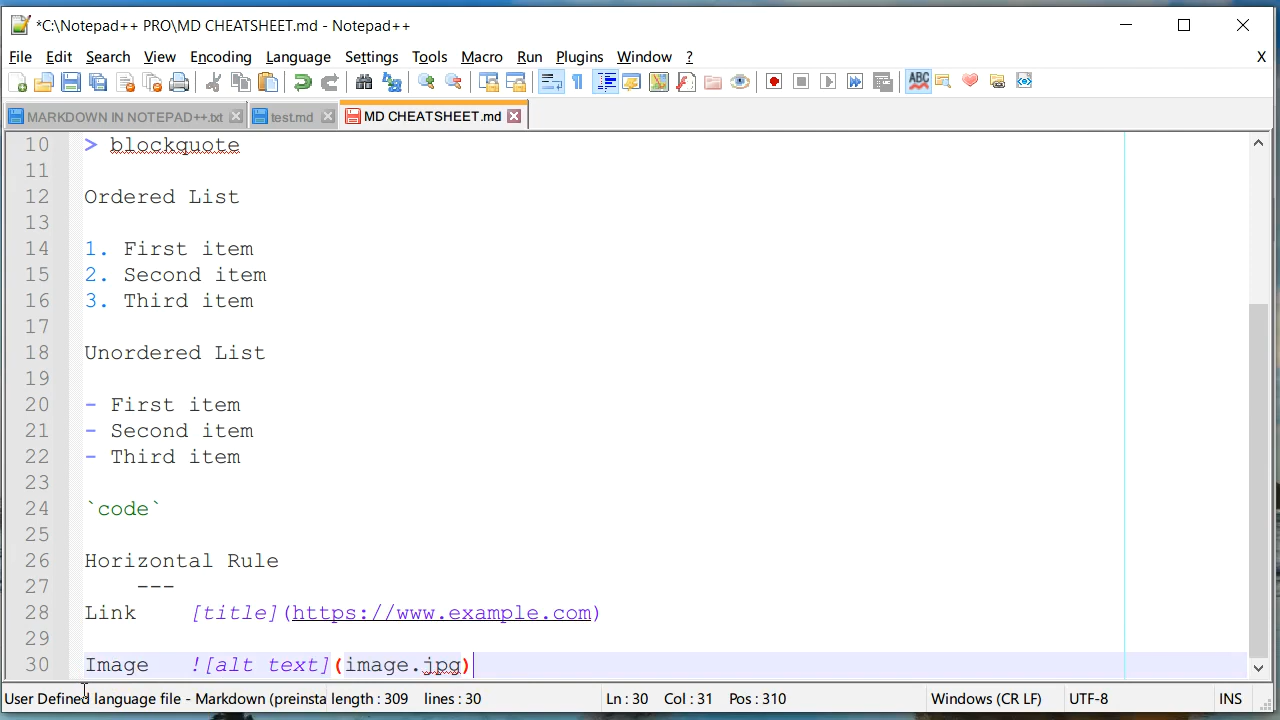 *C:\Notepad++ PRO\MD CHEATSHEET.md - Notepad++
File Edit Search View Encoding Language Settings Tools Macro Run Plugins Window ? X
ABC
MARKDOWN IN NOTEPAD++.txt test.md MD CHEATSHEET.md
10 > blockquote
11
12 Ordered List
13
14 1. First item
15 2. Second item
16 3. Third item
17
18 Unordered List
19
20 - First item
21 - Second item
22 - Third item
23
24 `code`
25
26 Horizontal Rule
27 ---
28 Link [title](https://www.example.com)
29
30 Image ![alt text](image.jpg)
User Defined language file - Markdown (preinsta length : 309 lines : 30 Ln : 30 Col : 31 Pos : 310 Windows (CR LF) UTF-8 INS